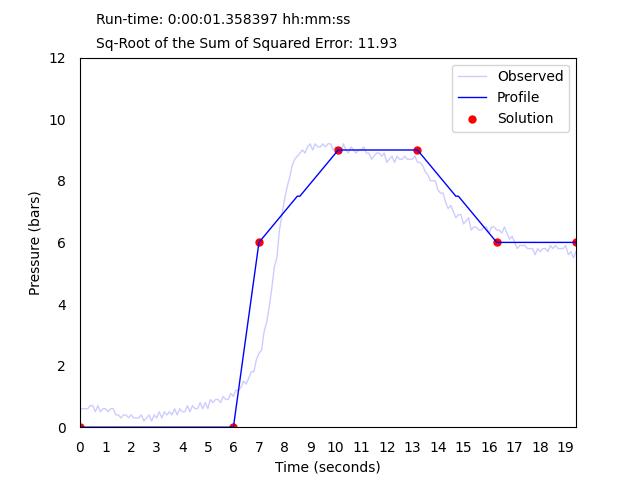 Run-time: 0:00:01.358397 hh:mm:ss
Sq-Root of the Sum of Squared Error: 11.93
12
10
8
6
4
2
0
Pressure (bars)
Observed
Profile
Solution
0 1 2 3 4 5 6 7 8 9 10 11 12 13 14 15 16 17 18 19
Time (seconds)